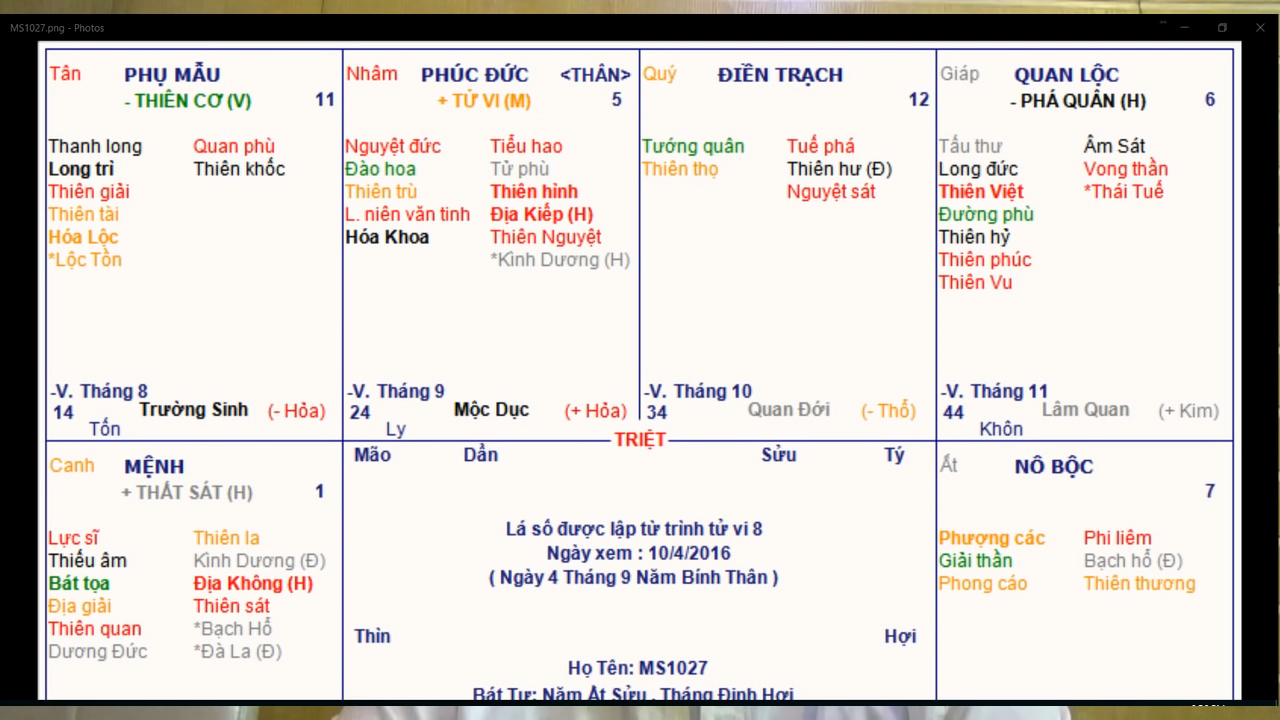 MS1027.png - Photos
Tân PHỤ MẪU
- THIÊN CƠ (V) 11
Thanh long Quan phù
Long trì Thiên khốc
Thiên giải
Thiên tài
Hóa Lộc
*Lộc Tồn
-V. Tháng 8
14 Trường Sinh (- Hỏa)
Tốn
Nhâm PHÚC ĐỨC <THÂN>
+ TỬ VI (M) 5
Nguyệt đức Tiểu hao
Đào hoa Tử phù
Thiên trù Thiên hình
L. niên văn tinh Địa Kiếp (H)
Hóa Khoa Thiên Nguyệt
*Kình Dương (H)
-V. Tháng 9
24 Mộc Dục (+ Hỏa)
Ly
Quý ĐIỀN TRẠCH
12
Tướng quân Tuế phá
Thiên thọ Thiên hư (Đ)
Nguyệt sát
-V. Tháng 10
34 Quan Đới (- Thổ)
Giáp QUAN LỘC
- PHÁ QUÂN (H) 6
Tấu thư Âm Sát
Long đức Vong thần
Thiên Việt *Thái Tuế
Đường phù
Thiên hỷ
Thiên phúc
Thiên Vu
-V. Tháng 11
44 Lâm Quan (+ Kim)
Khôn
TRIỆT
Canh MỆNH
+ THẤT SÁT (H) 1
Lực sĩ Thiên la
Thiếu âm Kình Dương (Đ)
Bát tọa Địa Không (H)
Địa giải Thiên sát
Thiên quan *Bạch Hổ
Dương Đức *Đà La (Đ)
Mão Dần Sửu Tý
Lá số được lập từ trình tử vi 8
Ngày xem : 10/4/2016
( Ngày 4 Tháng 9 Năm Bính Thân )
Thìn Hợi
Họ Tên: MS1027
Bát Tự: Năm Ất Sửu , Tháng Đinh Hợi
Ất NÔ BỘC
7
Phượng các Phi liêm
Giải thần Bạch hổ (Đ)
Phong cáo Thiên thương